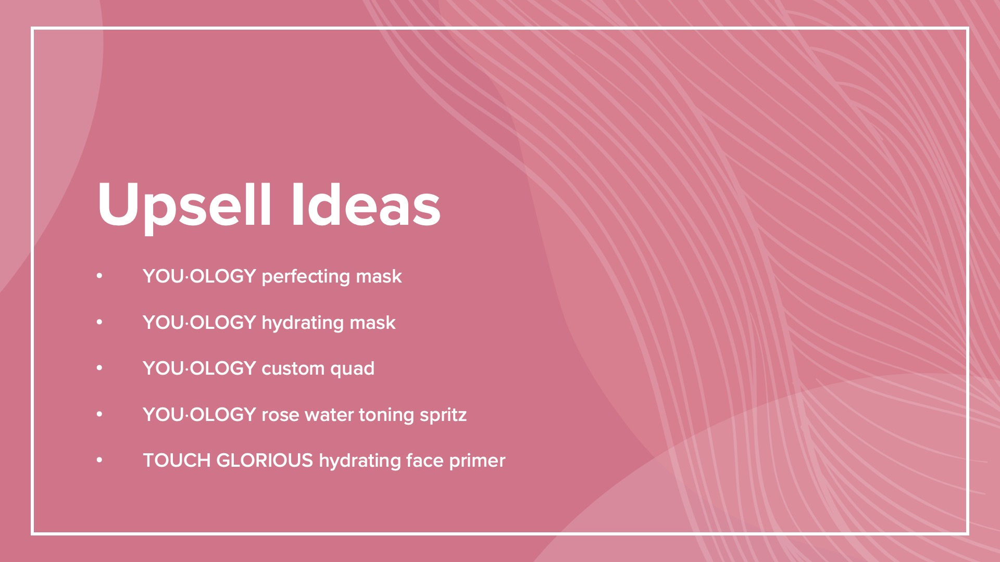 Upsell Ideas
• YOU·OLOGY perfecting mask
• YOU·OLOGY hydrating mask
• YOU·OLOGY custom quad
• YOU·OLOGY rose water toning spritz
• TOUCH GLORIOUS hydrating face primer